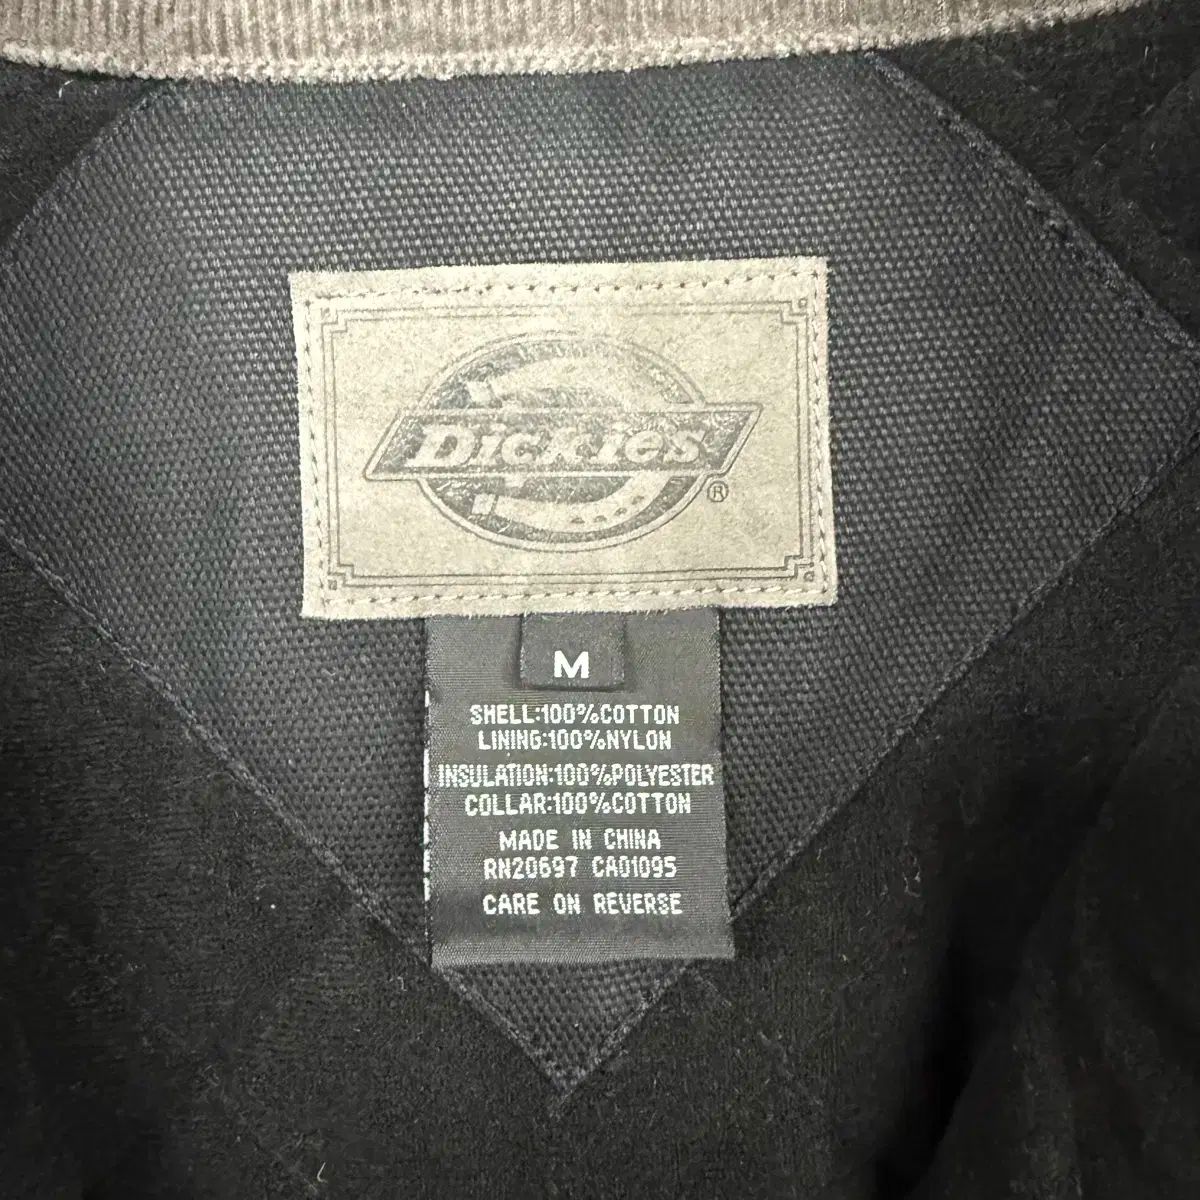 Dickies
®
M
SHELL:100%COTTON
LINING:100%NYLON
INSULATION:100%POLYESTER
COLLAR:100%COTTON
MADE IN CHINA
RN20697 CA01095
CARE ON REVERSE